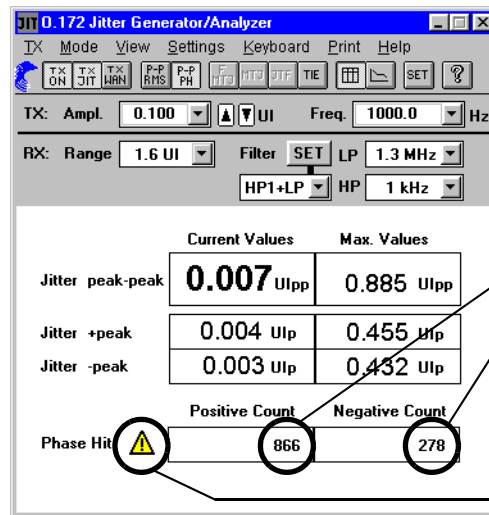 JIT 0.172 Jitter Generator/Analyzer
TX Mode View Settings Keyboard Print Help
TX ON TX JIT TX WAN P-P RMS P-P PH F MTJ MTJ JTF TIE SET ?
TX: Ampl. 0.100 UI Freq. 1000.0 Hz
RX: Range 1.6 UI Filter SET LP 1.3 MHz
HP1+LP HP 1 kHz
Current Values Max. Values
Jitter peak-peak 0.007 UIpp 0.885 UIpp
Jitter +peak 0.004 UIp 0.455 UIp
Jitter -peak 0.003 UIp 0.432 UIp
Positive Count Negative Count
Phase Hit 866 278